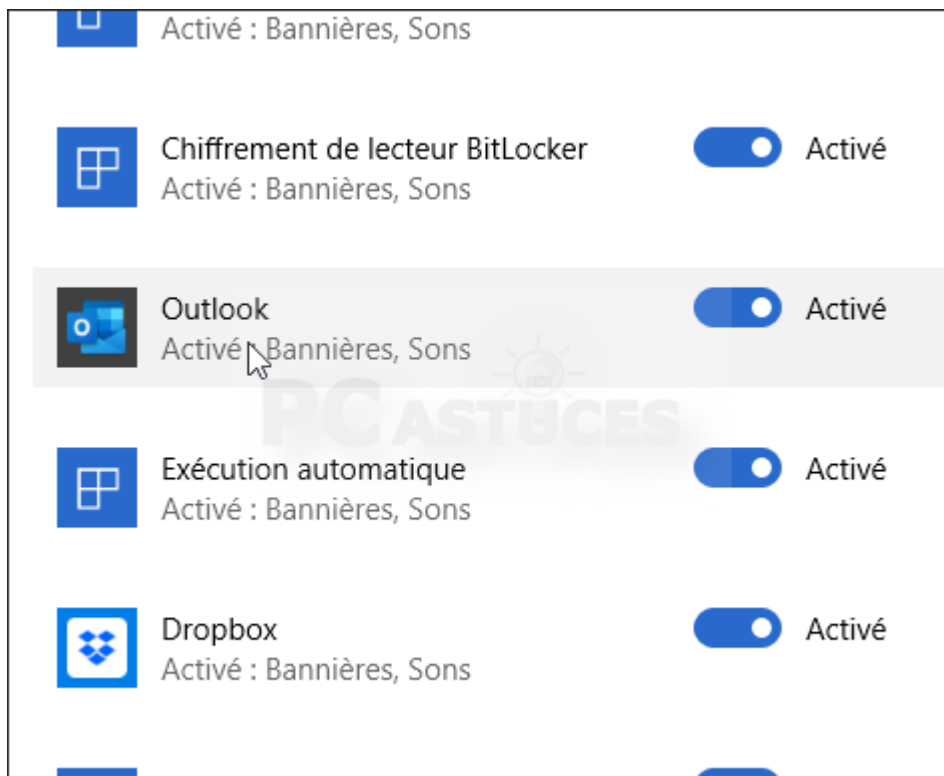 Activé : Bannières, Sons
Chiffrement de lecteur BitLocker
Activé
Activé : Bannières, Sons
Outlook
Activé
Activé : Bannières, Sons
PC ASTUCES
Exécution automatique
Activé
Activé : Bannières, Sons
Dropbox
Activé
Activé : Bannières, Sons